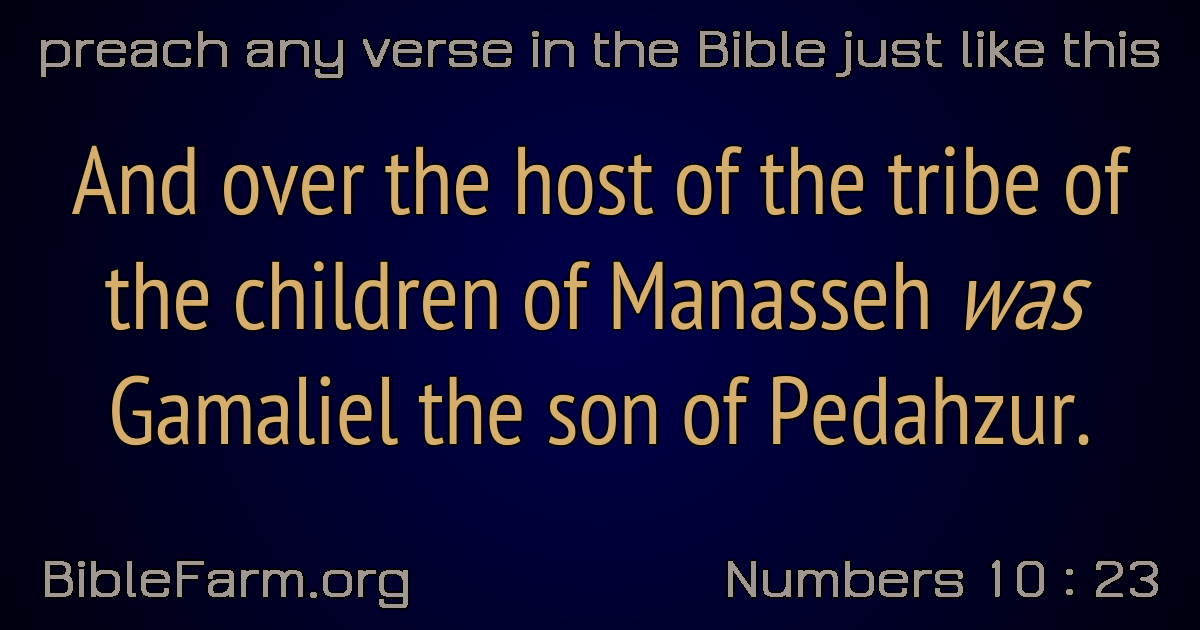 preach any verse in the Bible just like this
And over the host of the tribe of
the children of Manasseh was
Gamaliel the son of Pedahzur.
BibleFarm.org
Numbers 10 : 23